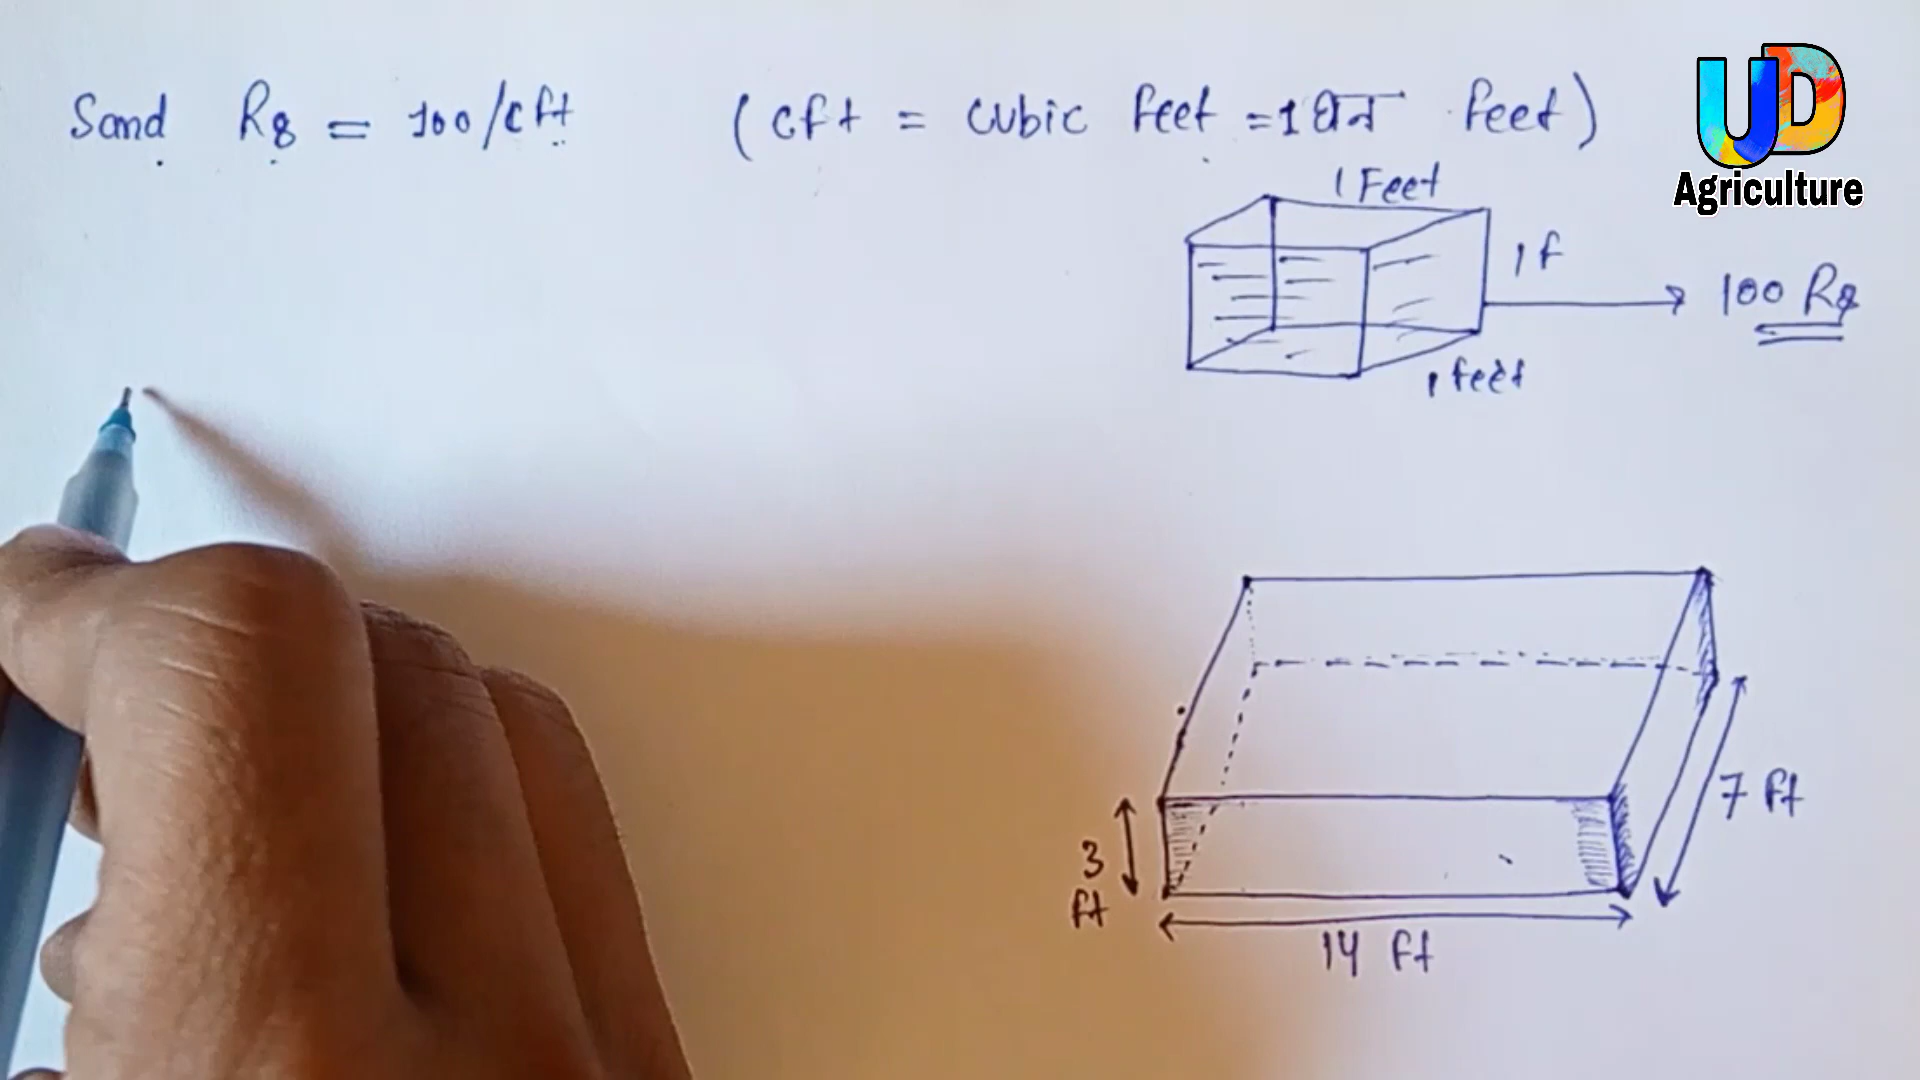 Sand Rs = 100/cft (cft = cubic feet = 1 घन feet)
1 Feet
1 f
100 Rs
1 feet
7 ft
3
ft
14 ft
UD
Agriculture